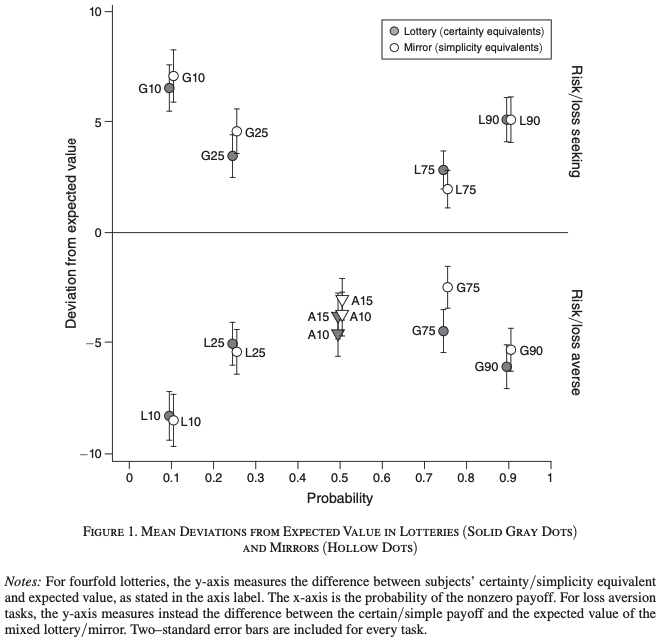 10
5
0
−5
−10
Deviation from expected value
Lottery (certainty equivalents)
Mirror (simplicity equivalents)
G10
G10
G25
G25
L90
L90
L75
L75
A15
A15
A10
A10
G75
G75
L25
L25
G90
G90
L10
L10
Risk/loss seeking
Risk/loss averse
0 0.1 0.2 0.3 0.4 0.5 0.6 0.7 0.8 0.9 1
Probability
Figure 1. Mean Deviations from Expected Value in Lotteries (Solid Gray Dots)
and Mirrors (Hollow Dots)
Notes: For fourfold lotteries, the y-axis measures the difference between subjects’ certainty/simplicity equivalent
and expected value, as stated in the axis label. The x-axis is the probability of the nonzero payoff. For loss aversion
tasks, the y-axis measures instead the difference between the certain/simple payoff and the expected value of the
mixed lottery/mirror. Two–standard error bars are included for every task.